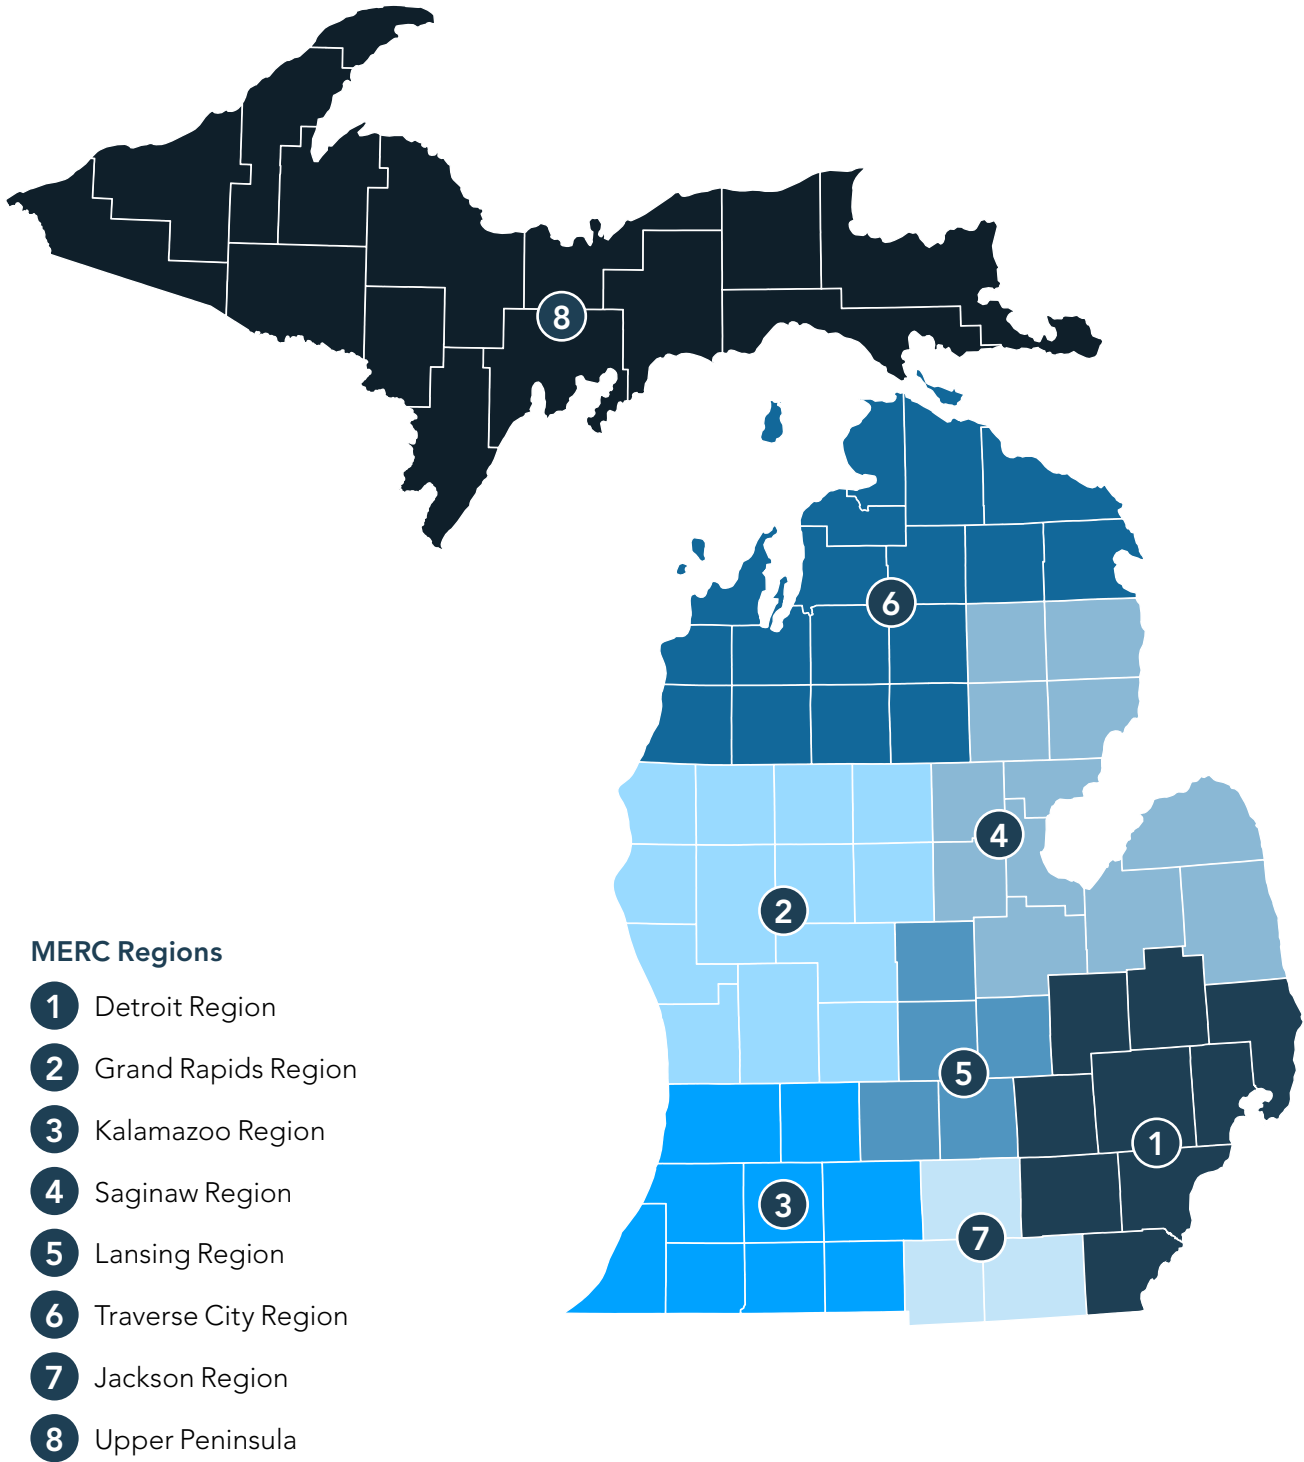 8
6
4
2
5
1
3
7
MERC Regions
1 Detroit Region
2 Grand Rapids Region
3 Kalamazoo Region
4 Saginaw Region
5 Lansing Region
6 Traverse City Region
7 Jackson Region
8 Upper Peninsula